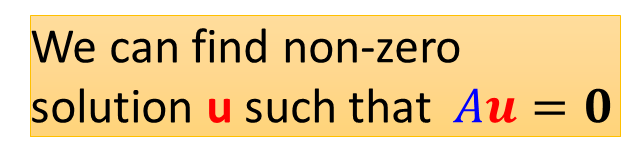 We can find non-zero
solution u such that Au = 0